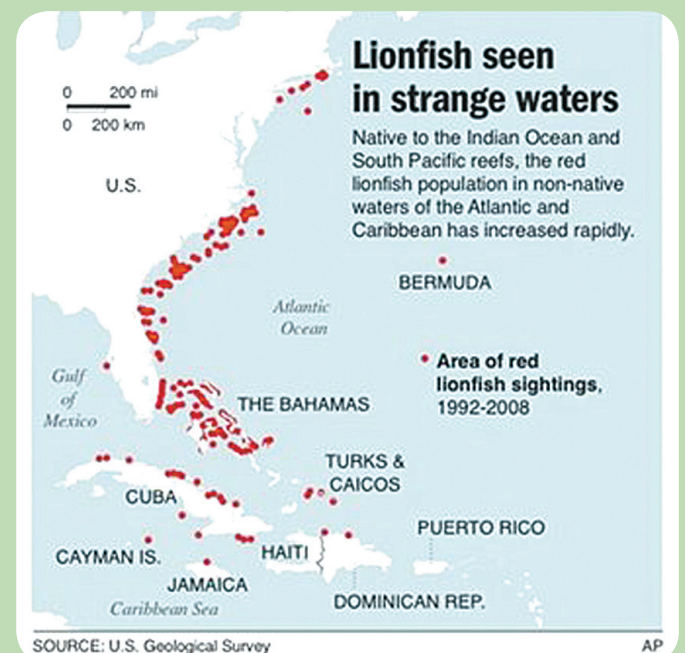 Lionfish seen
in strange waters
Native to the Indian Ocean and
South Pacific reefs, the red
lionfish population in non-native
waters of the Atlantic and
Caribbean has increased rapidly.
0 200 mi
0 200 km
U.S.
BERMUDA
Atlantic
Ocean
Area of red
lionfish sightings,
1992-2008
Gulf
of
Mexico
THE BAHAMAS
TURKS &
CAICOS
CUBA
PUERTO RICO
CAYMAN IS.
HAITI
JAMAICA
DOMINICAN REP.
Caribbean Sea
SOURCE: U.S. Geological Survey
AP